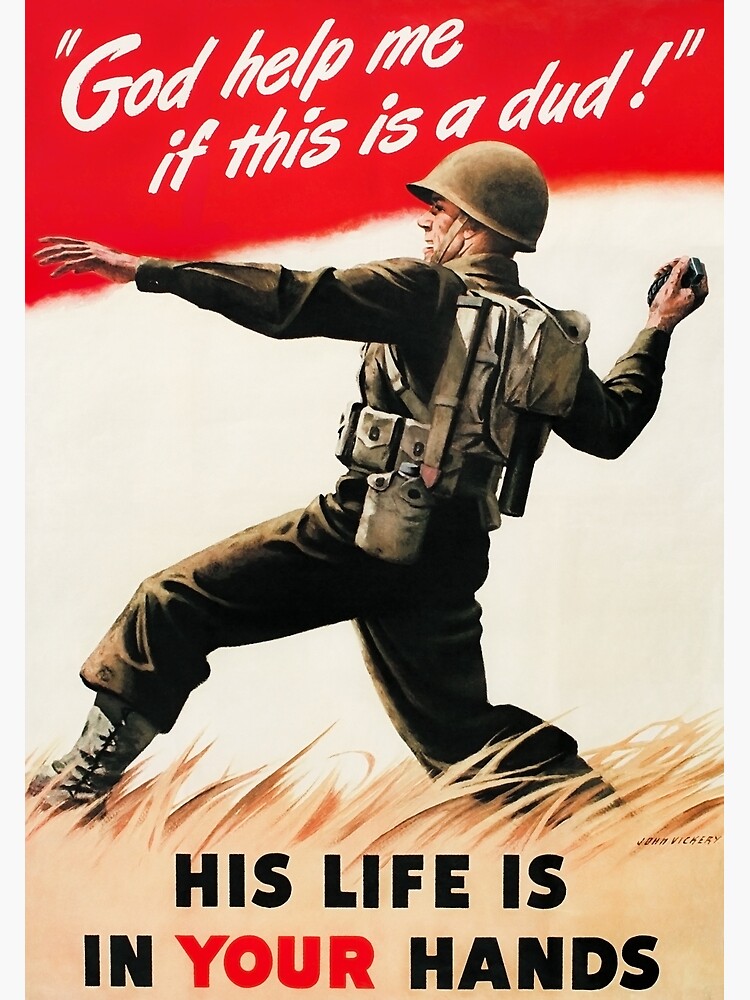 "God help me
if this is a dud!"
JOHN VICKERY
HIS LIFE IS
IN YOUR HANDS